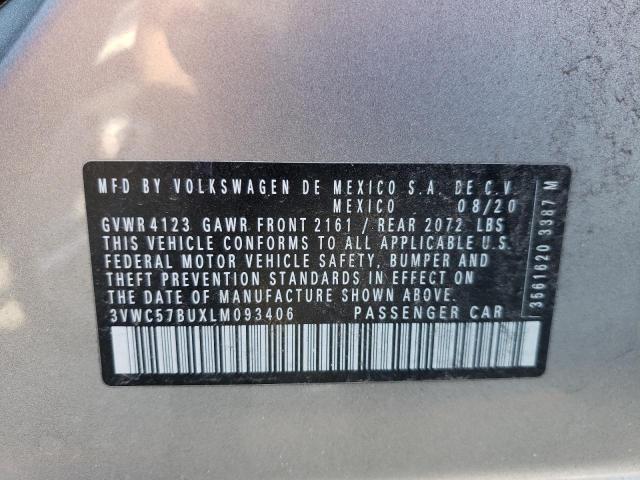 MFD BY VOLKSWAGEN DE MEXICO S.A. DE C.V
MEXICO 08/20
GVWR 4123 GAWR FRONT 2161 / REAR 2072 LBS
THIS VEHICLE CONFORMS TO ALL APPLICABLE U.S.
FEDERAL MOTOR VEHICLE SAFETY, BUMPER AND
THEFT PREVENTION STANDARDS IN EFFECT ON
THE DATE OF MANUFACTURE SHOWN ABOVE.
3VWC57BUXLM093406 PASSENGER CAR
3561620 3387 M